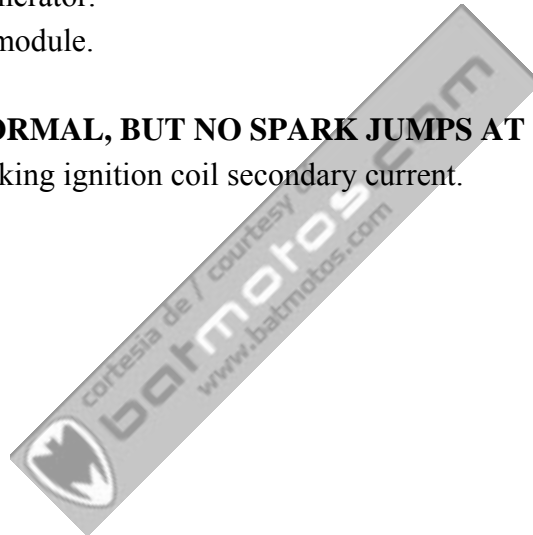 nerator.
module.
ORMAL, BUT NO SPARK JUMPS AT
king ignition coil secondary current.
cortesia de / courtesy
batmotos.com
www.batmotos.com